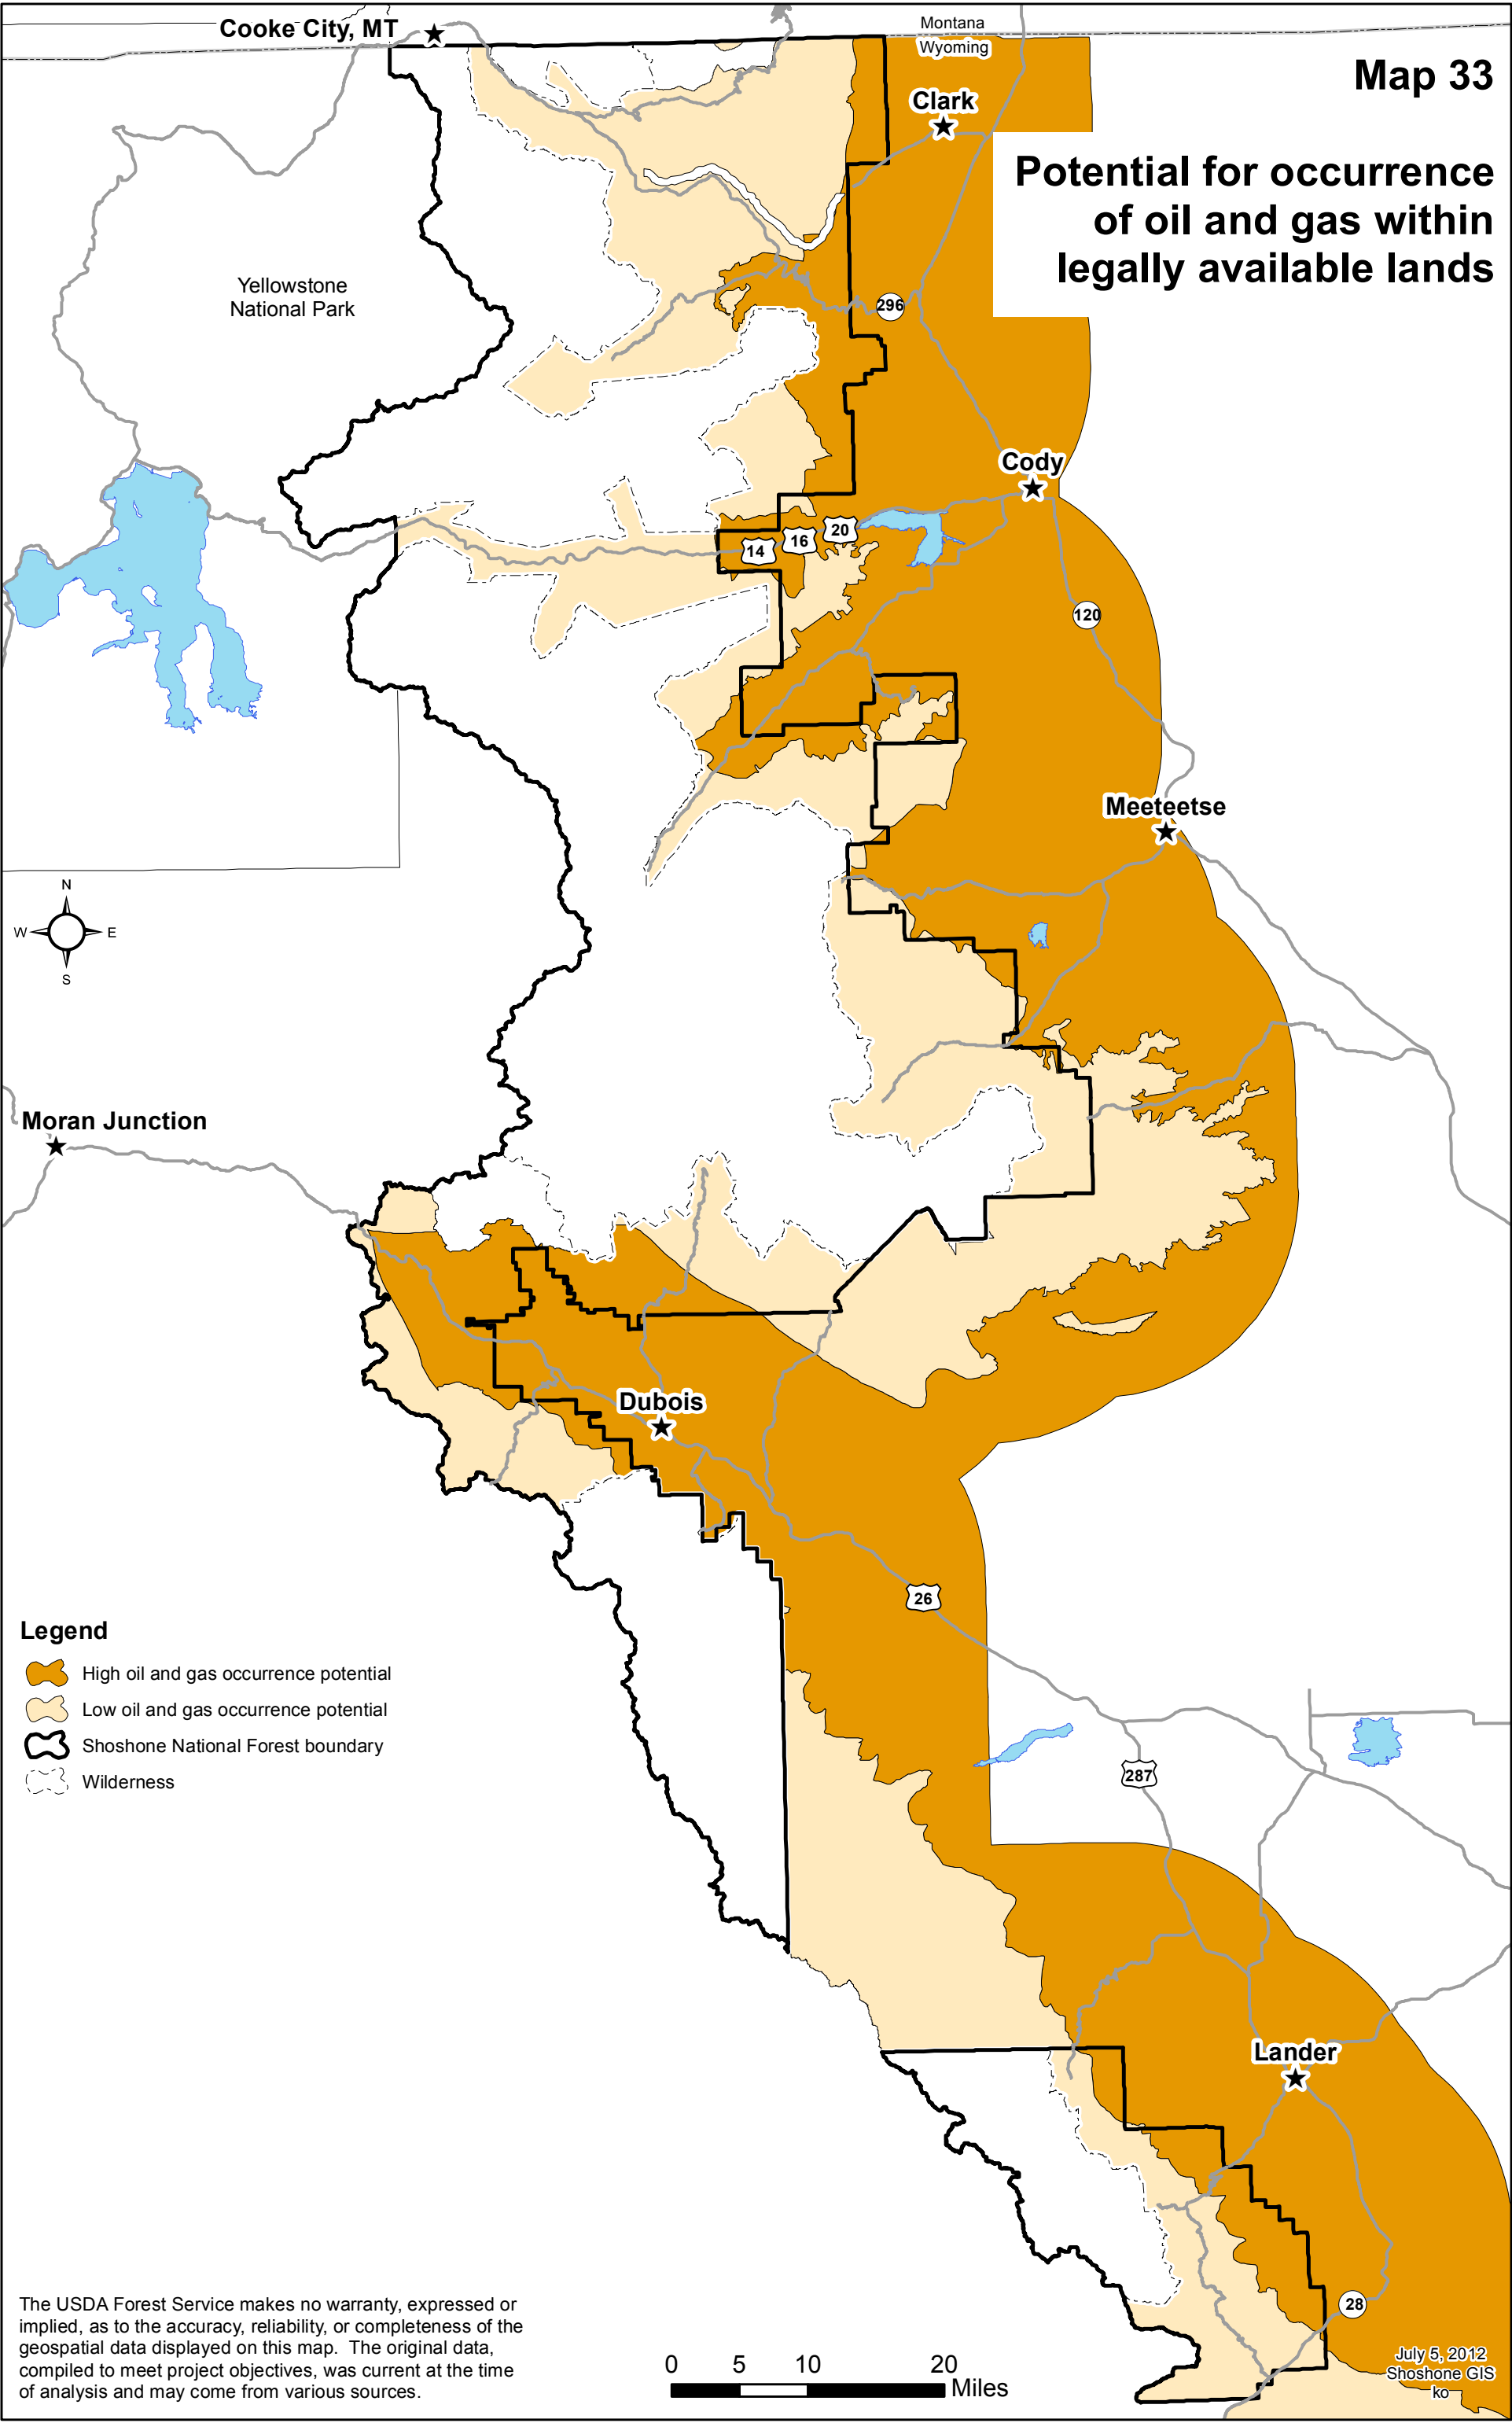 Cooke City, MT
Montana
Wyoming
Map 33
Clark
Potential for occurrence
of oil and gas within
legally available lands
Yellowstone
National Park
296
Cody
20
16
14
120
Meeteetse
N
W E
S
Moran Junction
Dubois
26
Legend
High oil and gas occurrence potential
Low oil and gas occurrence potential
Shoshone National Forest boundary
Wilderness
287
Lander
28
The USDA Forest Service makes no warranty, expressed or
implied, as to the accuracy, reliability, or completeness of the
geospatial data displayed on this map. The original data,
compiled to meet project objectives, was current at the time
of analysis and may come from various sources.
0 5 10 20
Miles
July 5, 2012
Shoshone GIS
ko